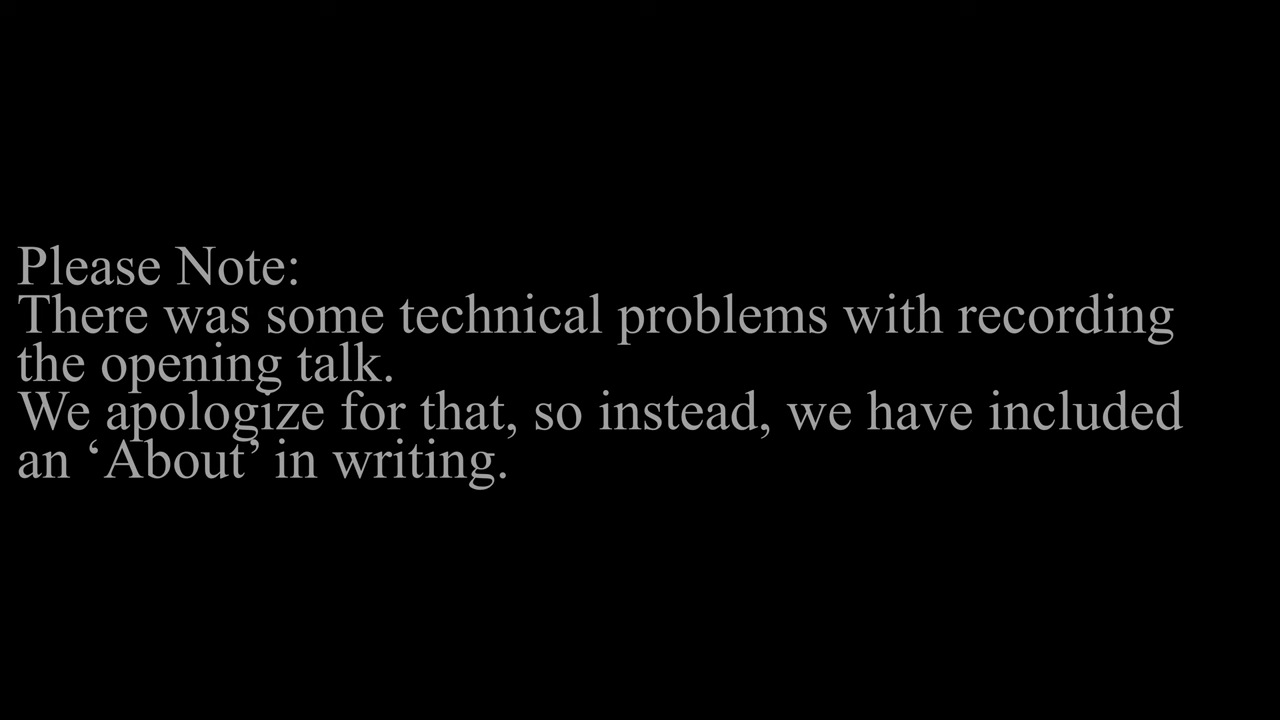 Please Note:
There was some technical problems with recording
the opening talk.
We apologize for that, so instead, we have included
an ‘About’ in writing.